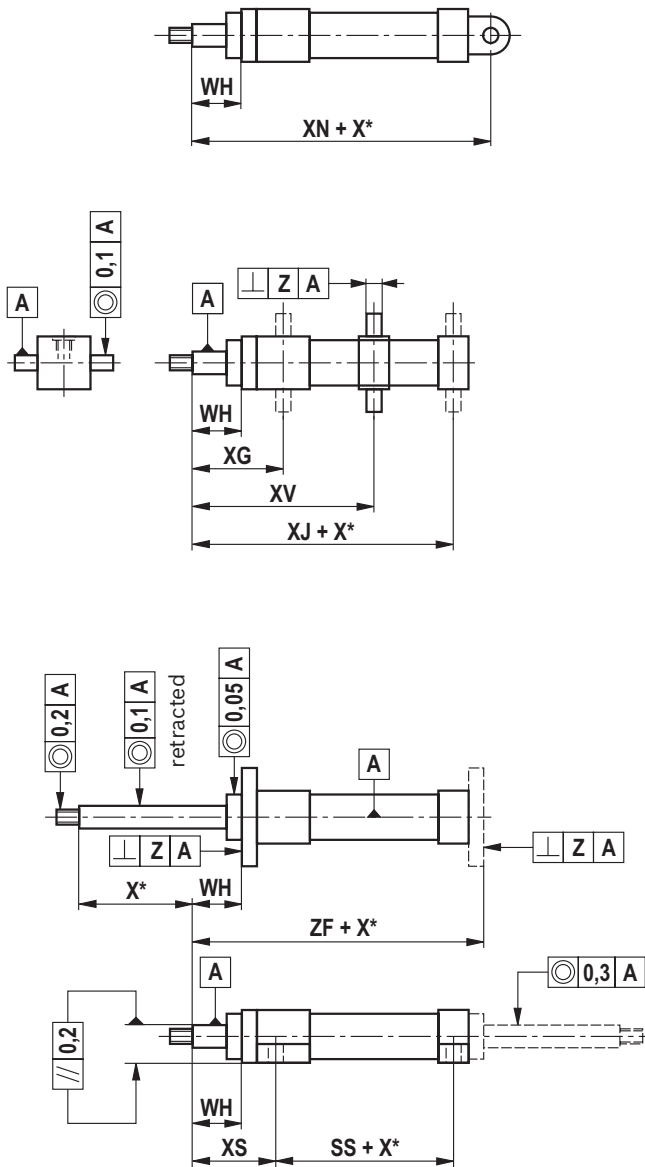 WH
XN + X*
A
0,1 A
⊥ Z A
A
WH
XG
XV
XJ + X*
◎ 0,2 A
◎ 0,1 A
retracted
◎ 0,05 A
A
⊥ Z A
⊥ Z A
X*
WH
ZF + X*
A
◎ 0,3 A
// 0,2
WH
XS
SS + X*